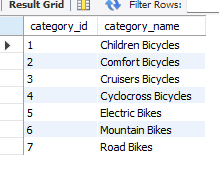 Result Grid Filter Rows:
category_id category_name
1 Children Bicycles
2 Comfort Bicycles
3 Cruisers Bicycles
4 Cyclocross Bicycles
5 Electric Bikes
6 Mountain Bikes
7 Road Bikes